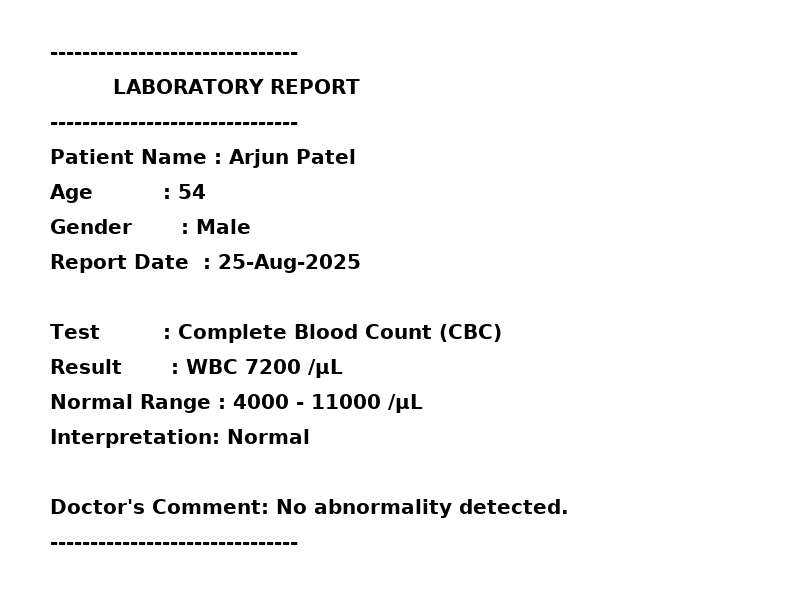 -------------------------------
LABORATORY REPORT
-------------------------------
Patient Name : Arjun Patel
Age : 54
Gender : Male
Report Date : 25-Aug-2025
Test : Complete Blood Count (CBC)
Result : WBC 7200 /µL
Normal Range : 4000 - 11000 /µL
Interpretation: Normal
Doctor's Comment: No abnormality detected.
-------------------------------